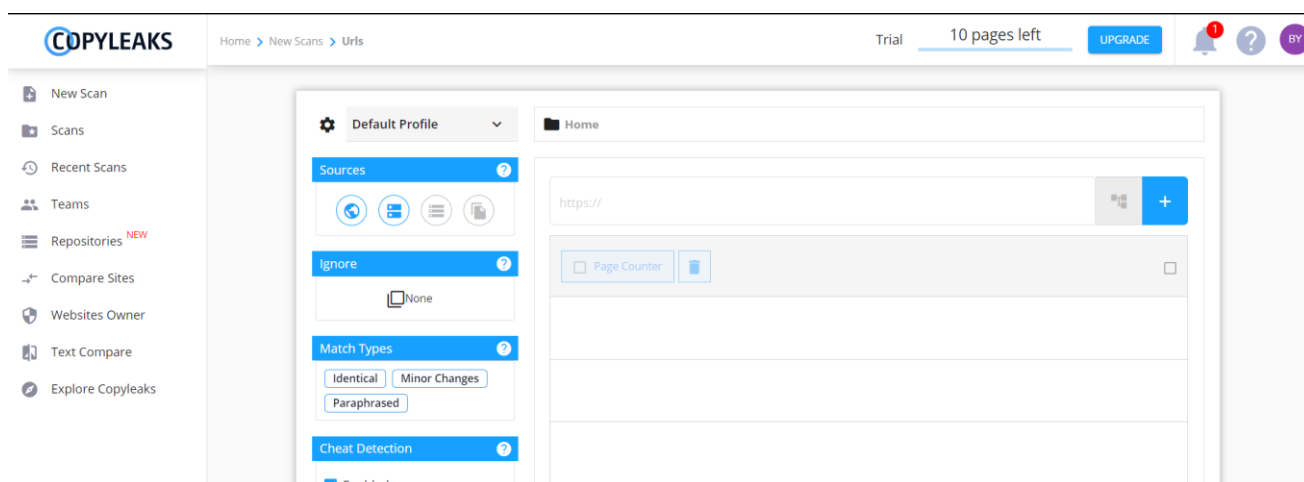 COPYLEAKS
Home > New Scans > Urls
Trial
10 pages left
UPGRADE
1
?
BY
New Scan
Scans
Recent Scans
Teams
Repositories NEW
Compare Sites
Websites Owner
Text Compare
Explore Copyleaks
Default Profile
Sources ?
Ignore ?
None
Match Types ?
Identical Minor Changes
Paraphrased
Cheat Detection ?
Home
https:// +
Page Counter